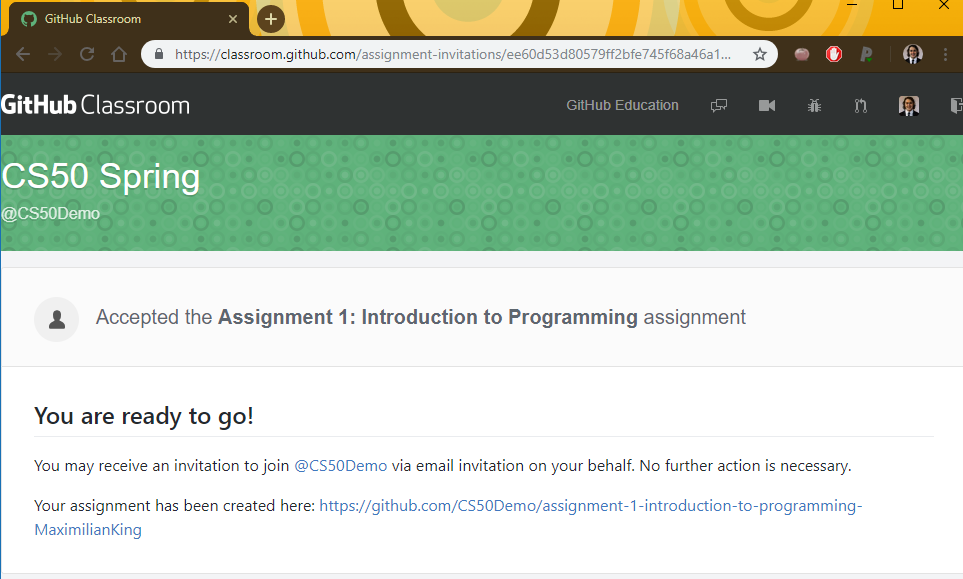 GitHub Classroom
https://classroom.github.com/assignment-invitations/ee60d53d80579ff2bfe745f68a46a1...
GitHub Classroom
GitHub Education
CS50 Spring
@CS50Demo
Accepted the Assignment 1: Introduction to Programming assignment
You are ready to go!
You may receive an invitation to join @CS50Demo via email invitation on your behalf. No further action is necessary.
Your assignment has been created here: https://github.com/CS50Demo/assignment-1-introduction-to-programming-
MaximilianKing